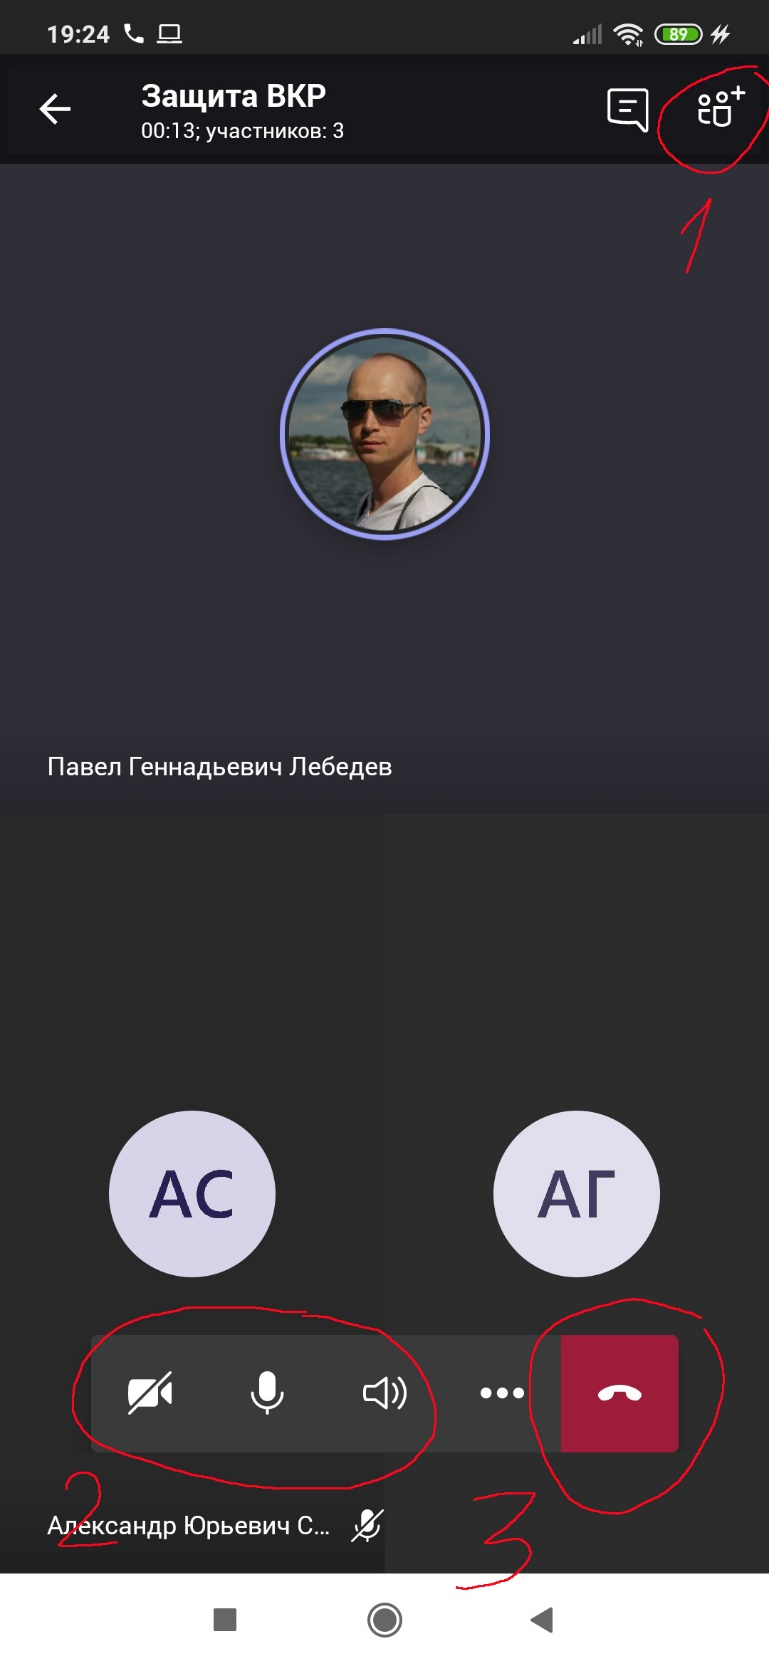 19:24
89
Защита ВКР
00:13; участников: 3
1
Павел Геннадьевич Лебедев
АС
АГ
2
Александр Юрьевич С...
3